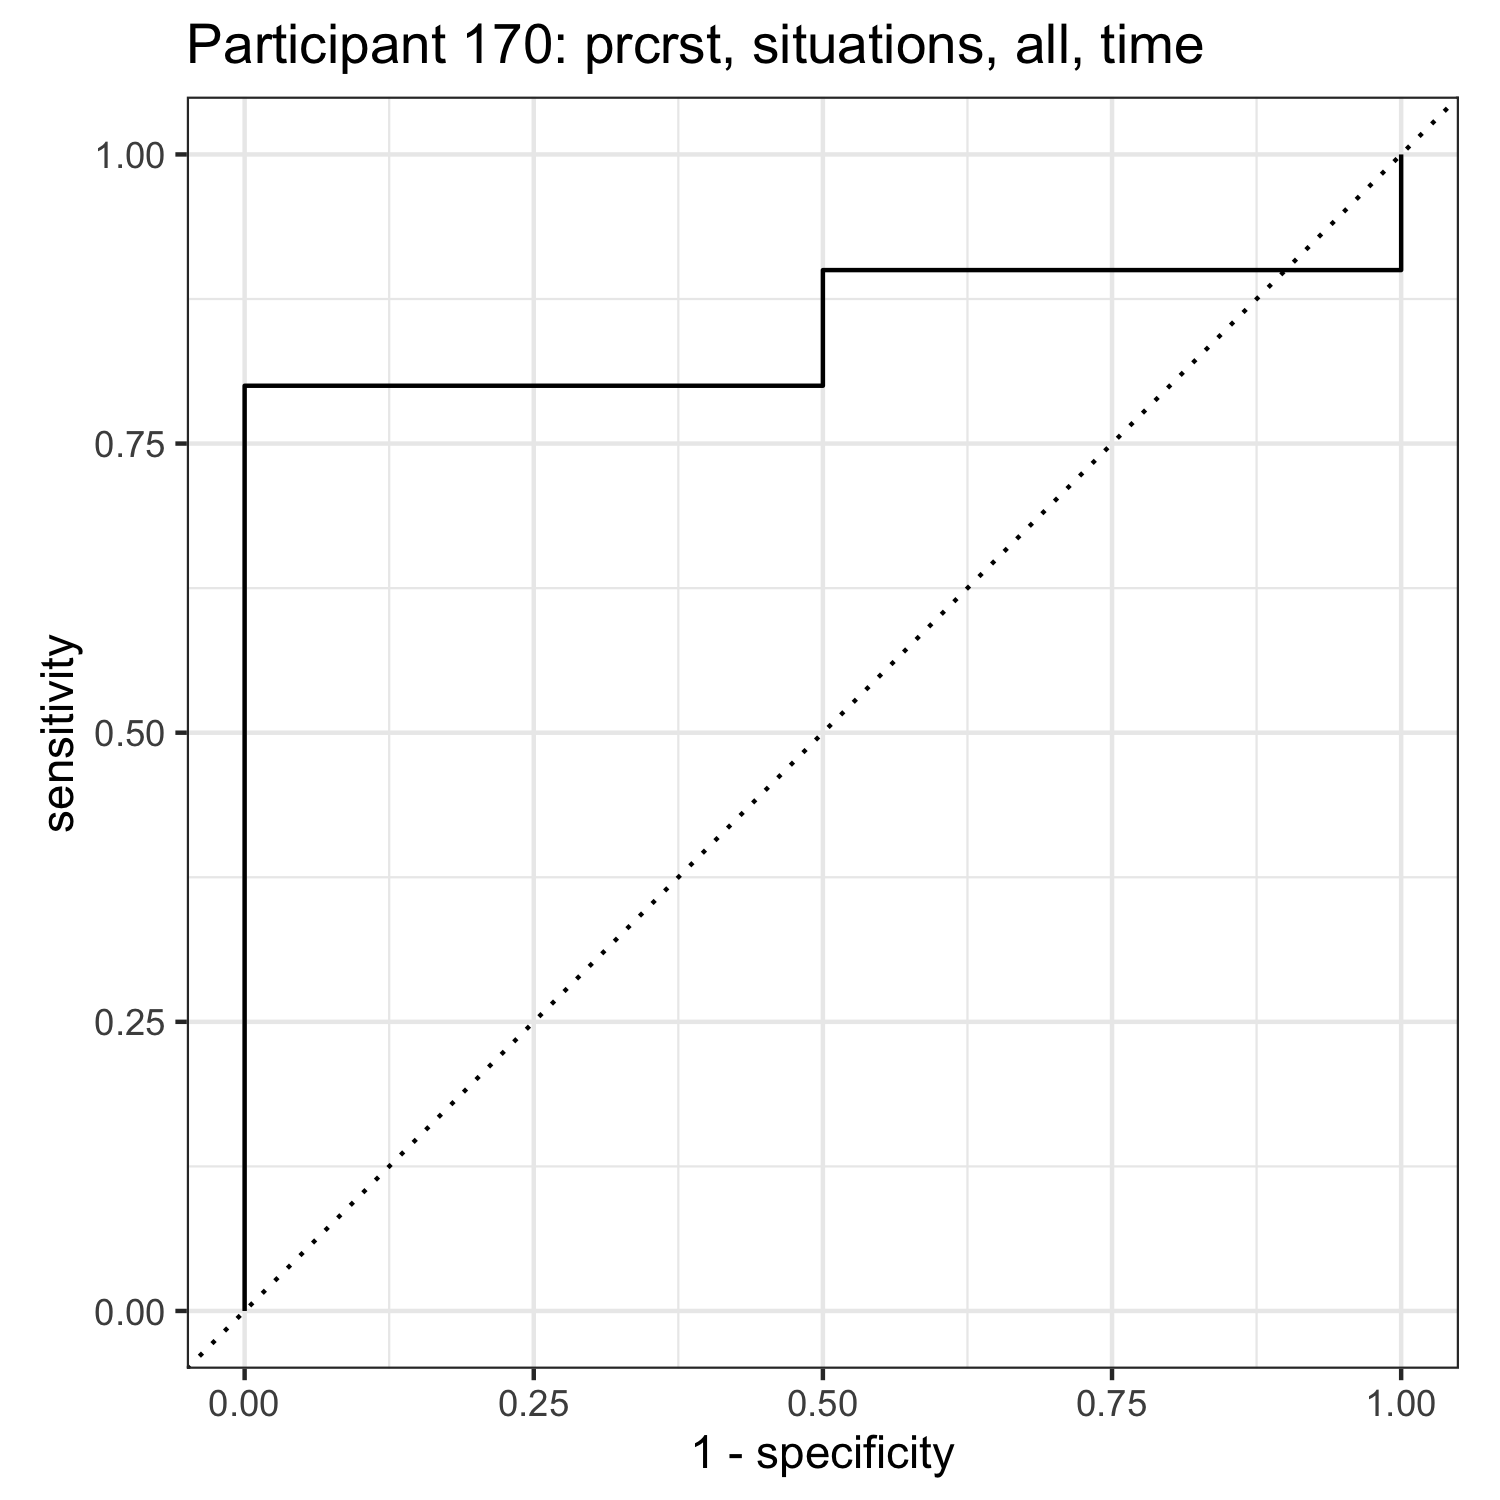 Participant 170: prcrst, situations, all, time
1.00
0.75
0.50
0.25
0.00
sensitivity
0.00 0.25 0.50 0.75 1.00
1 - specificity